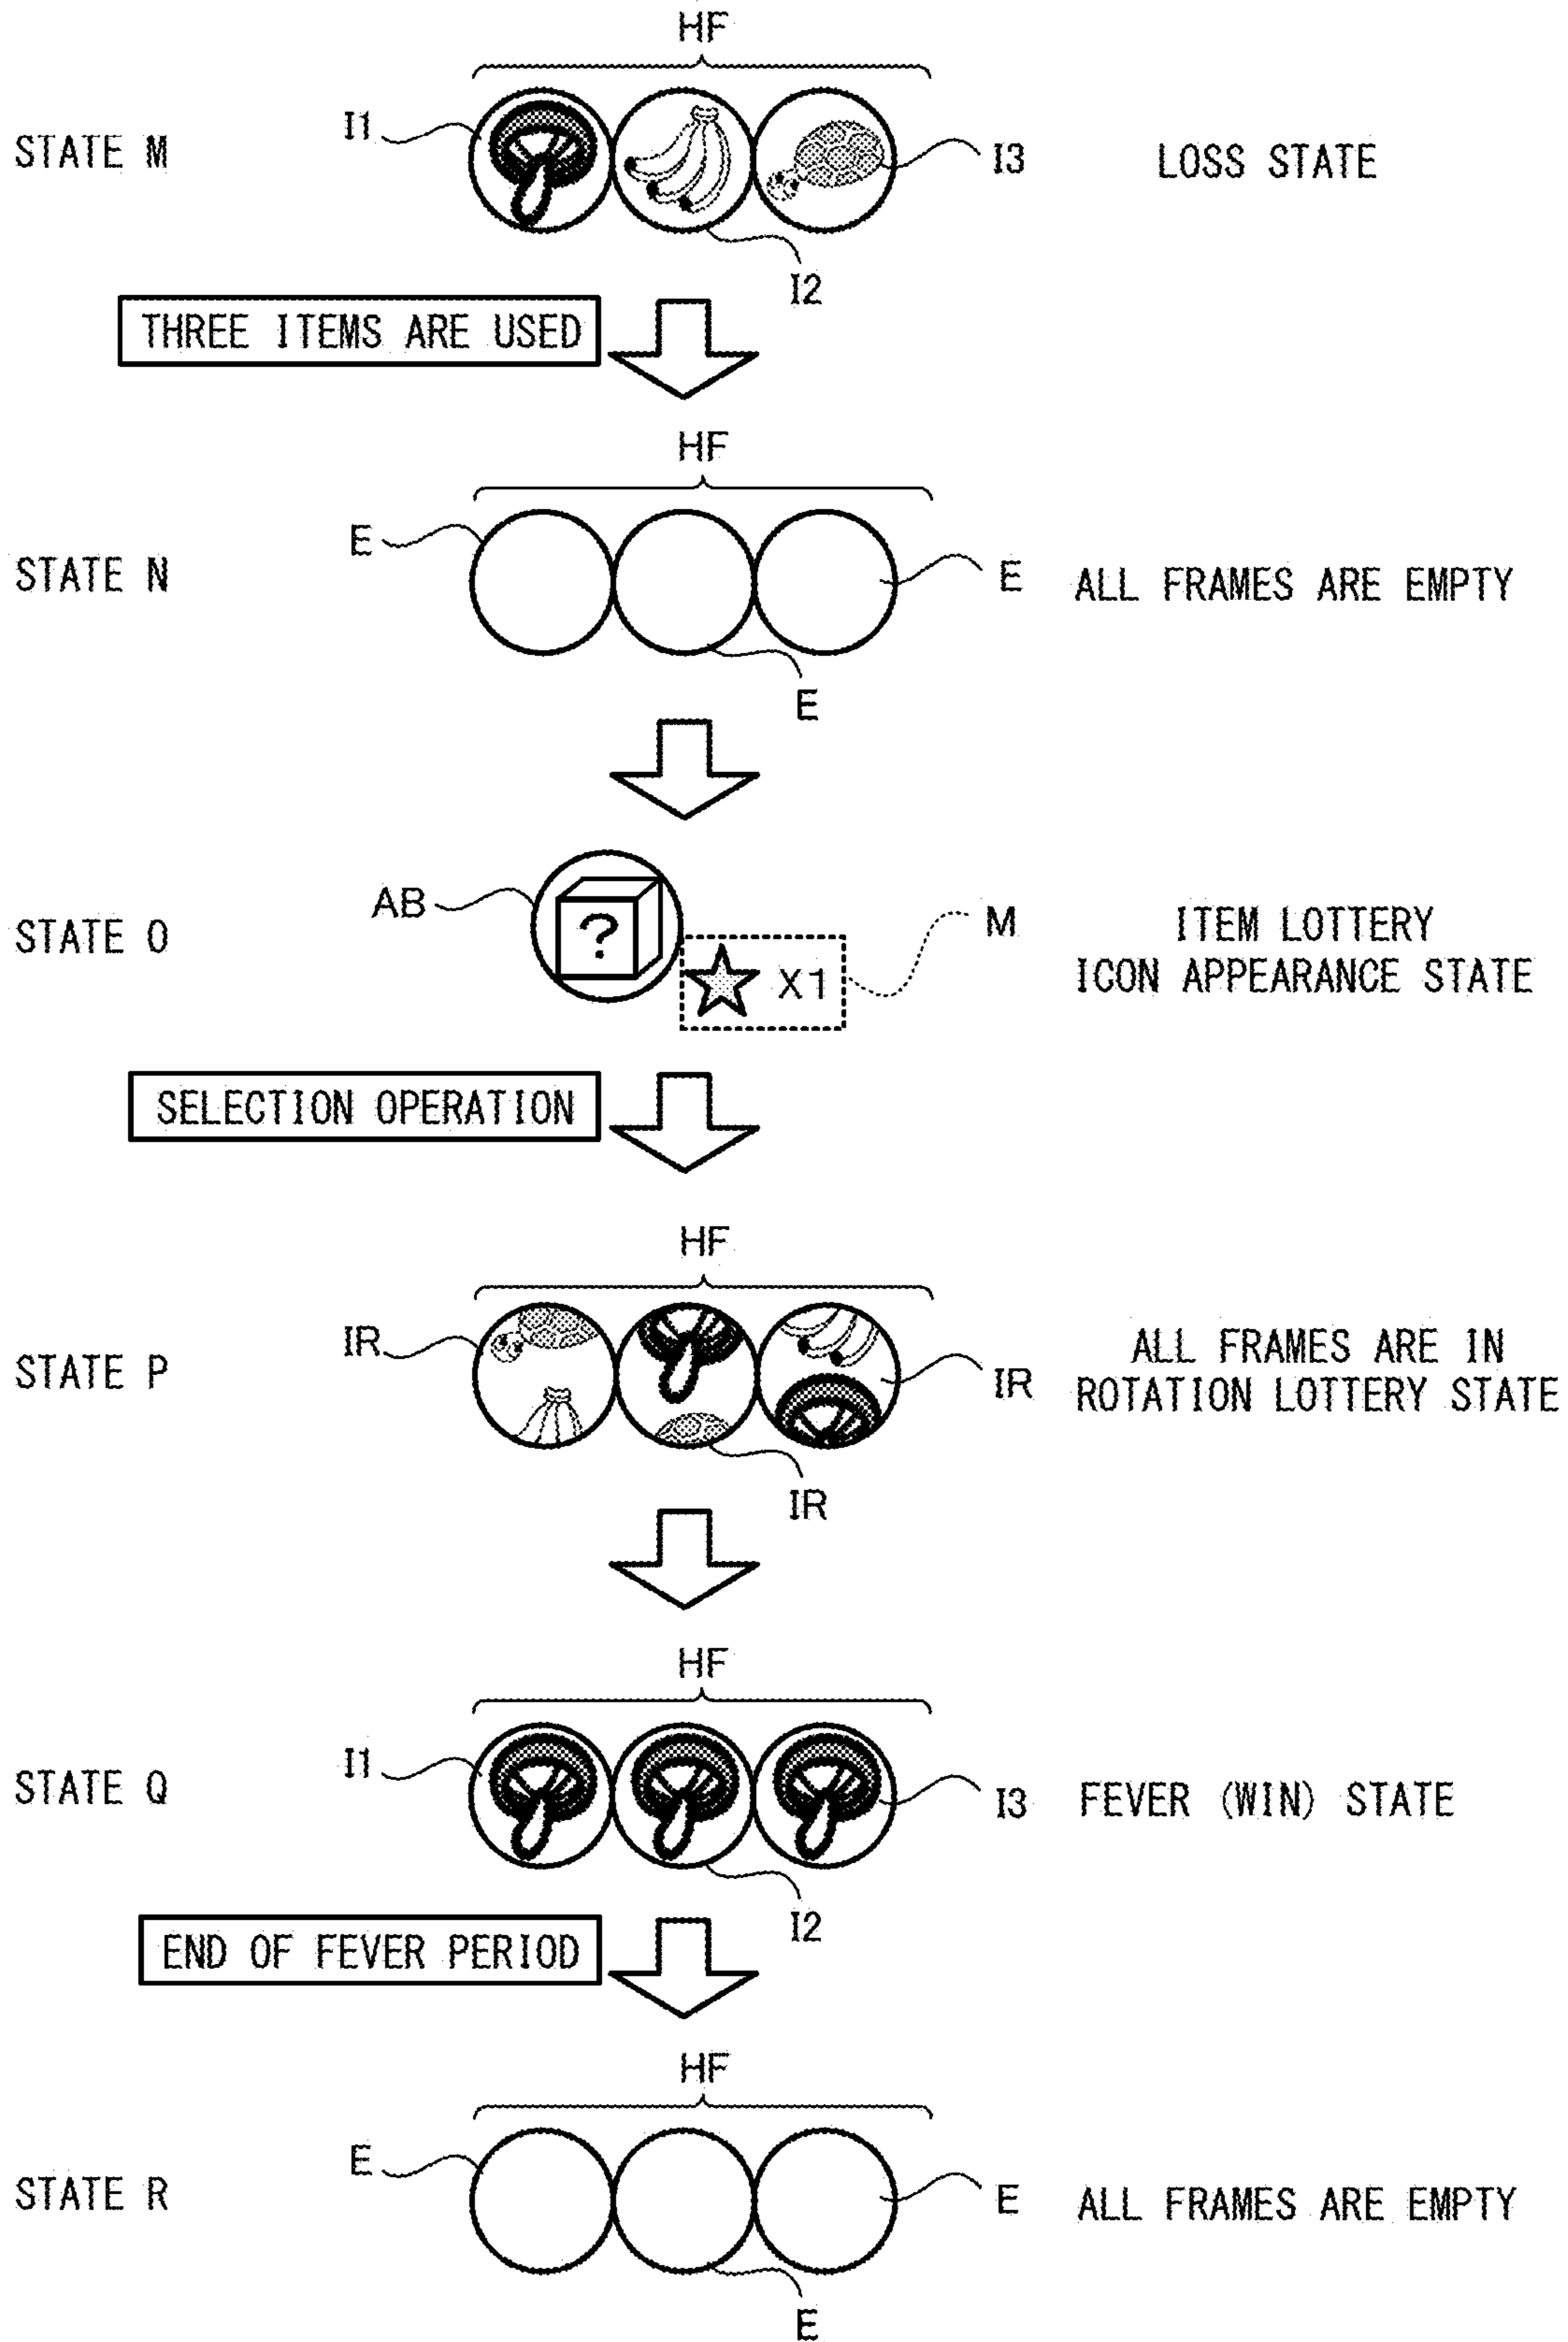 HF
I1
STATE M
I3
LOSS STATE
I2
THREE ITEMS ARE USED
HF
E
STATE N
E
ALL FRAMES ARE EMPTY
E
AB
?
STATE O
M
X1
ITEM LOTTERY
ICON APPEARANCE STATE
SELECTION OPERATION
HF
IR
STATE P
IR
ALL FRAMES ARE IN
ROTATION LOTTERY STATE
IR
HF
I1
STATE Q
I3
FEVER (WIN) STATE
I2
END OF FEVER PERIOD
HF
E
STATE R
E
ALL FRAMES ARE EMPTY
E